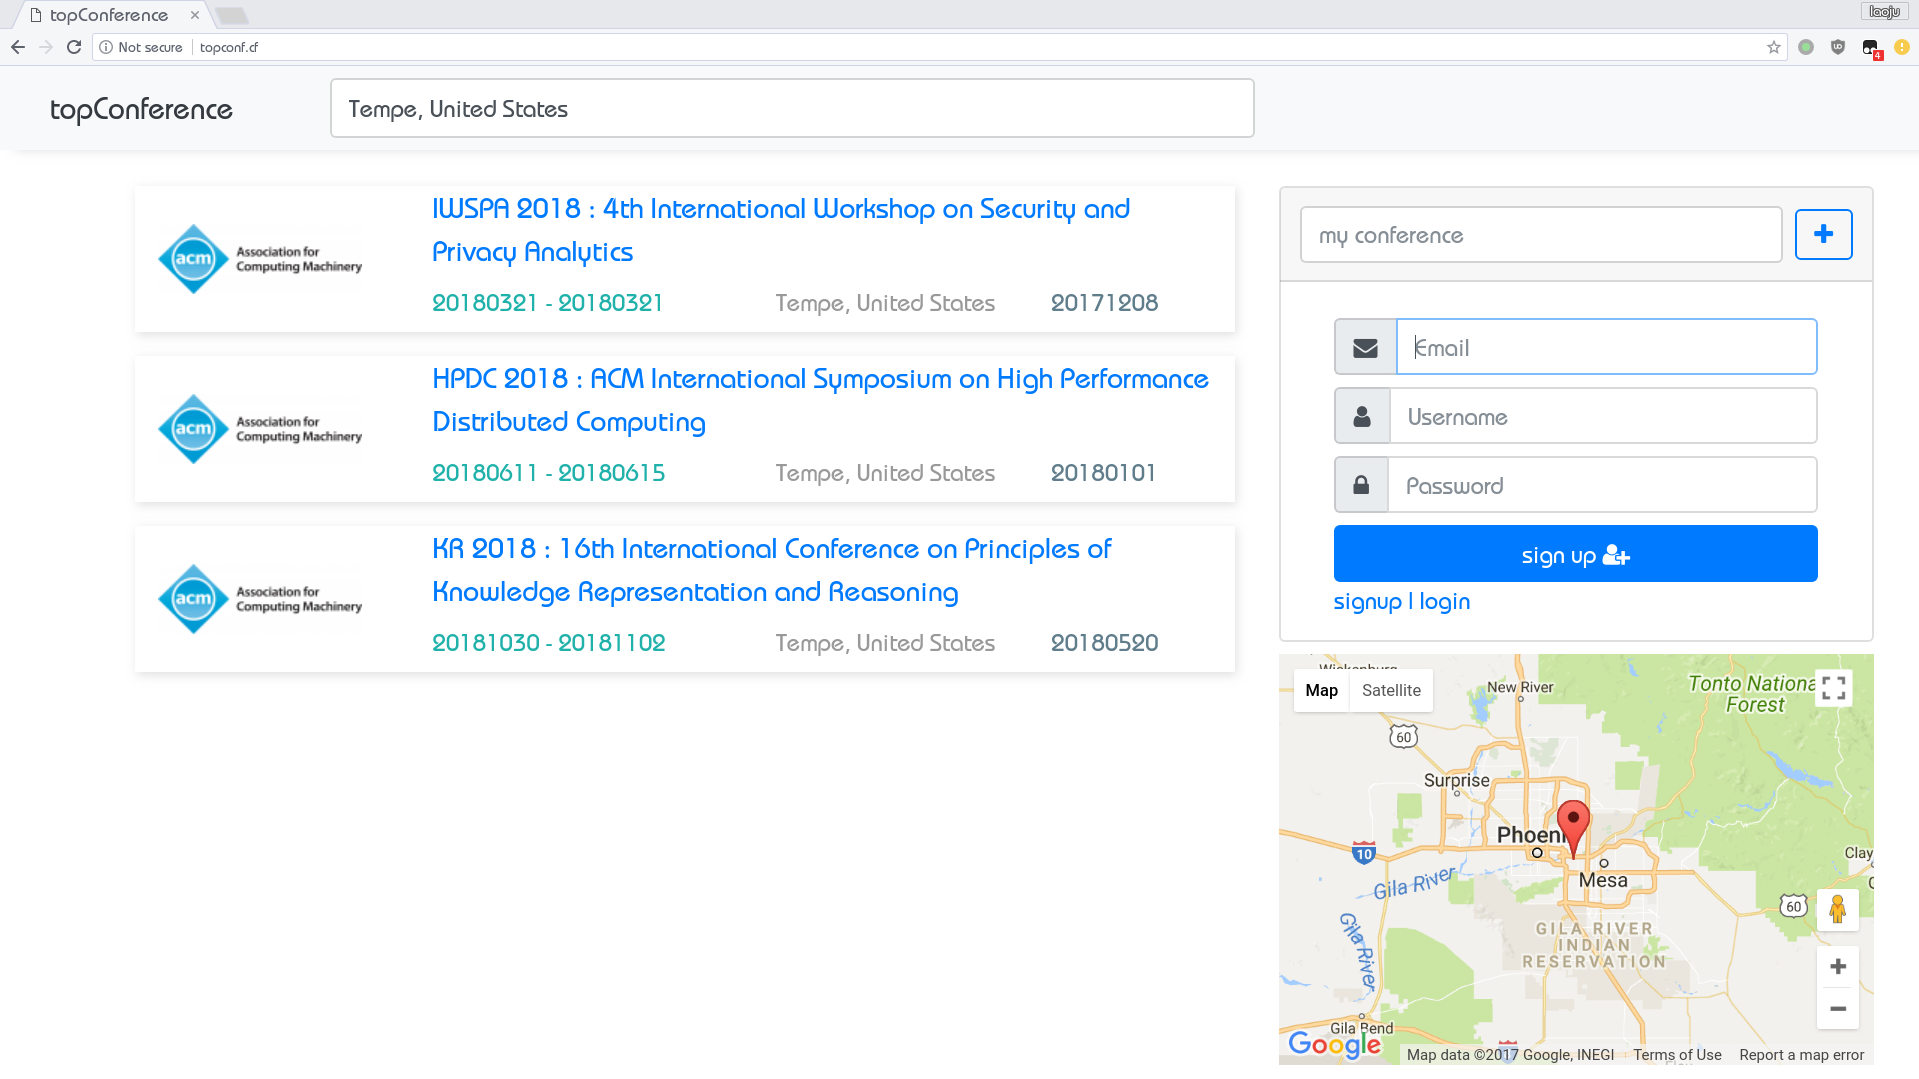 topConference
laoju
Not secure
topconf.cf
4
topConference
Tempe, United States
acm
Association for
Computing Machinery
IWSPA 2018 : 4th International Workshop on Security and
Privacy Analytics
20180321 - 20180321
Tempe, United States
20171208
acm
Association for
Computing Machinery
HPDC 2018 : ACM International Symposium on High Performance
Distributed Computing
20180611 - 20180615
Tempe, United States
20180101
acm
Association for
Computing Machinery
KR 2018 : 16th International Conference on Principles of
Knowledge Representation and Reasoning
20181030 - 20181102
Tempe, United States
20180520
my conference
Email
Username
Password
sign up
signup | login
Map
Satellite
New River
Tonto Nationa
Forest
60
Surprise
10
Phoeni
Mesa
Clay
Gila River
60
Gila River
GILA RIVER
INDIAN
RESERVATION
Gila Bend
Google
Map data ©2017 Google, INEGI
Terms of Use
Report a map error